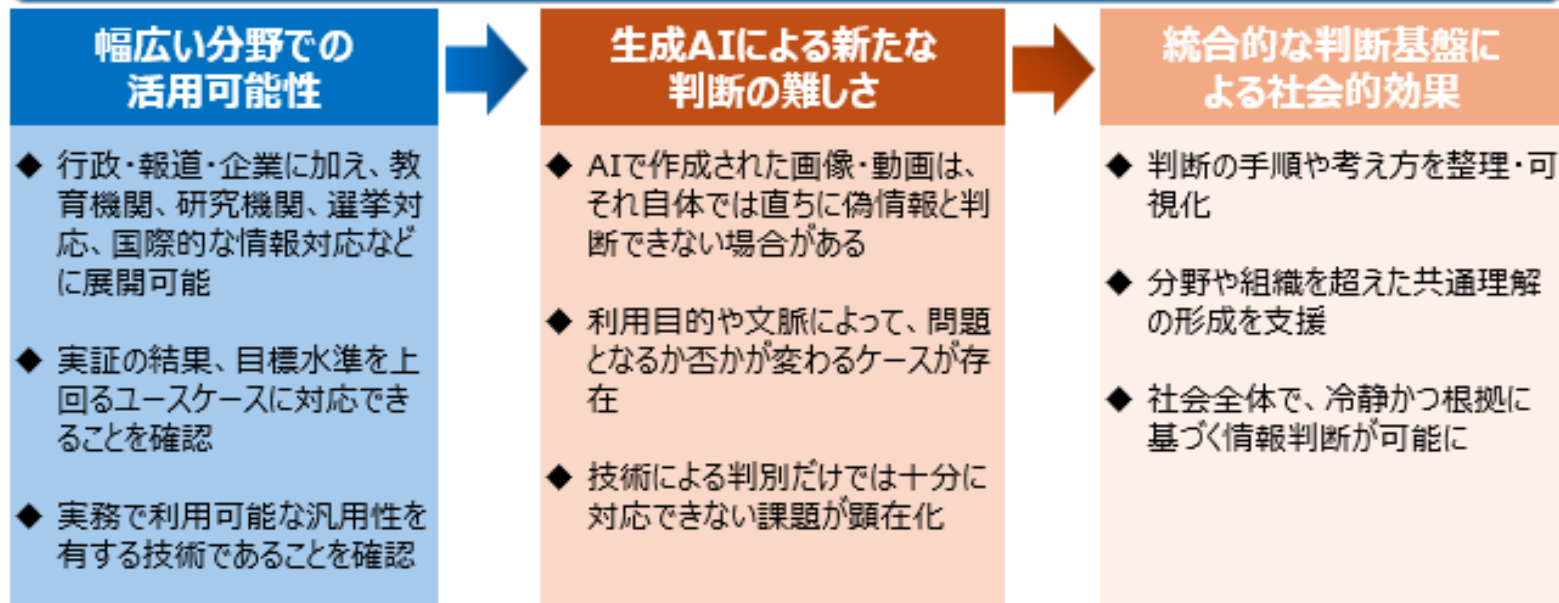 幅広い分野での
活用可能性
◆ 行政・報道・企業に加え、教
育機関、研究機関、選挙対
応、国際的な情報対応など
に展開可能
◆ 実証の結果、目標水準を上
回るユースケースに対応でき
ることを確認
◆ 実務で利用可能な汎用性を
有する技術であることを確認
生成AIによる新たな
判断の難しさ
◆ AIで作成された画像・動画は、
それ自体では直ちに偽情報と判
断できない場合がある
◆ 利用目的や文脈によって、問題
となるか否かが変わるケースが存
在
◆ 技術による判別だけでは十分に
対応できない課題が顕在化
統合的な判断基盤に
よる社会的効果
◆ 判断の手順や考え方を整理・可
視化
◆ 分野や組織を超えた共通理解
の形成を支援
◆ 社会全体で、冷静かつ根拠に
基づく情報判断が可能に